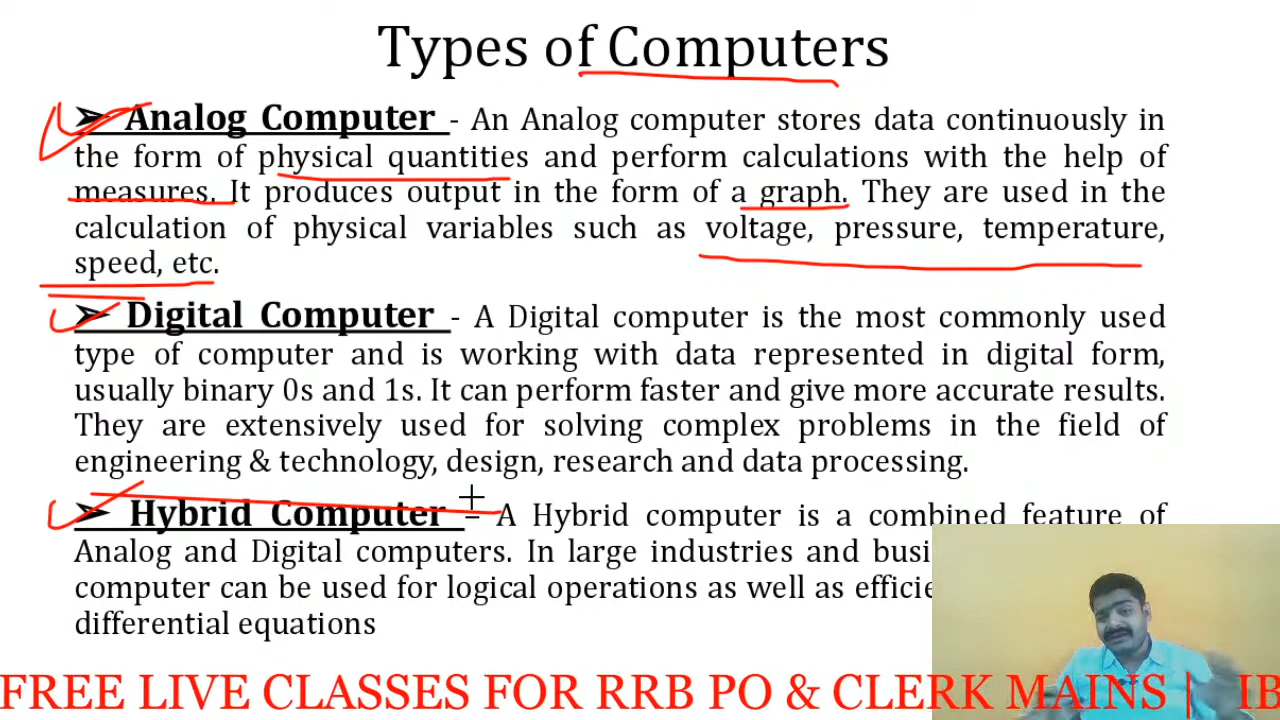 Types of Computers
➤ Analog Computer - An Analog computer stores data continuously in
the form of physical quantities and perform calculations with the help of
measures. It produces output in the form of a graph. They are used in the
calculation of physical variables such as voltage, pressure, temperature,
speed, etc.
➤ Digital Computer - A Digital computer is the most commonly used
type of computer and is working with data represented in digital form,
usually binary 0s and 1s. It can perform faster and give more accurate results.
They are extensively used for solving complex problems in the field of
engineering & technology, design, research and data processing.
➤ Hybrid Computer – A Hybrid computer is a combined feature of
Analog and Digital computers. In large industries and
computer can be used for logical operations as well as
differential equations
FREE LIVE CLASSES FOR RRB PO & CLERK MAINS |